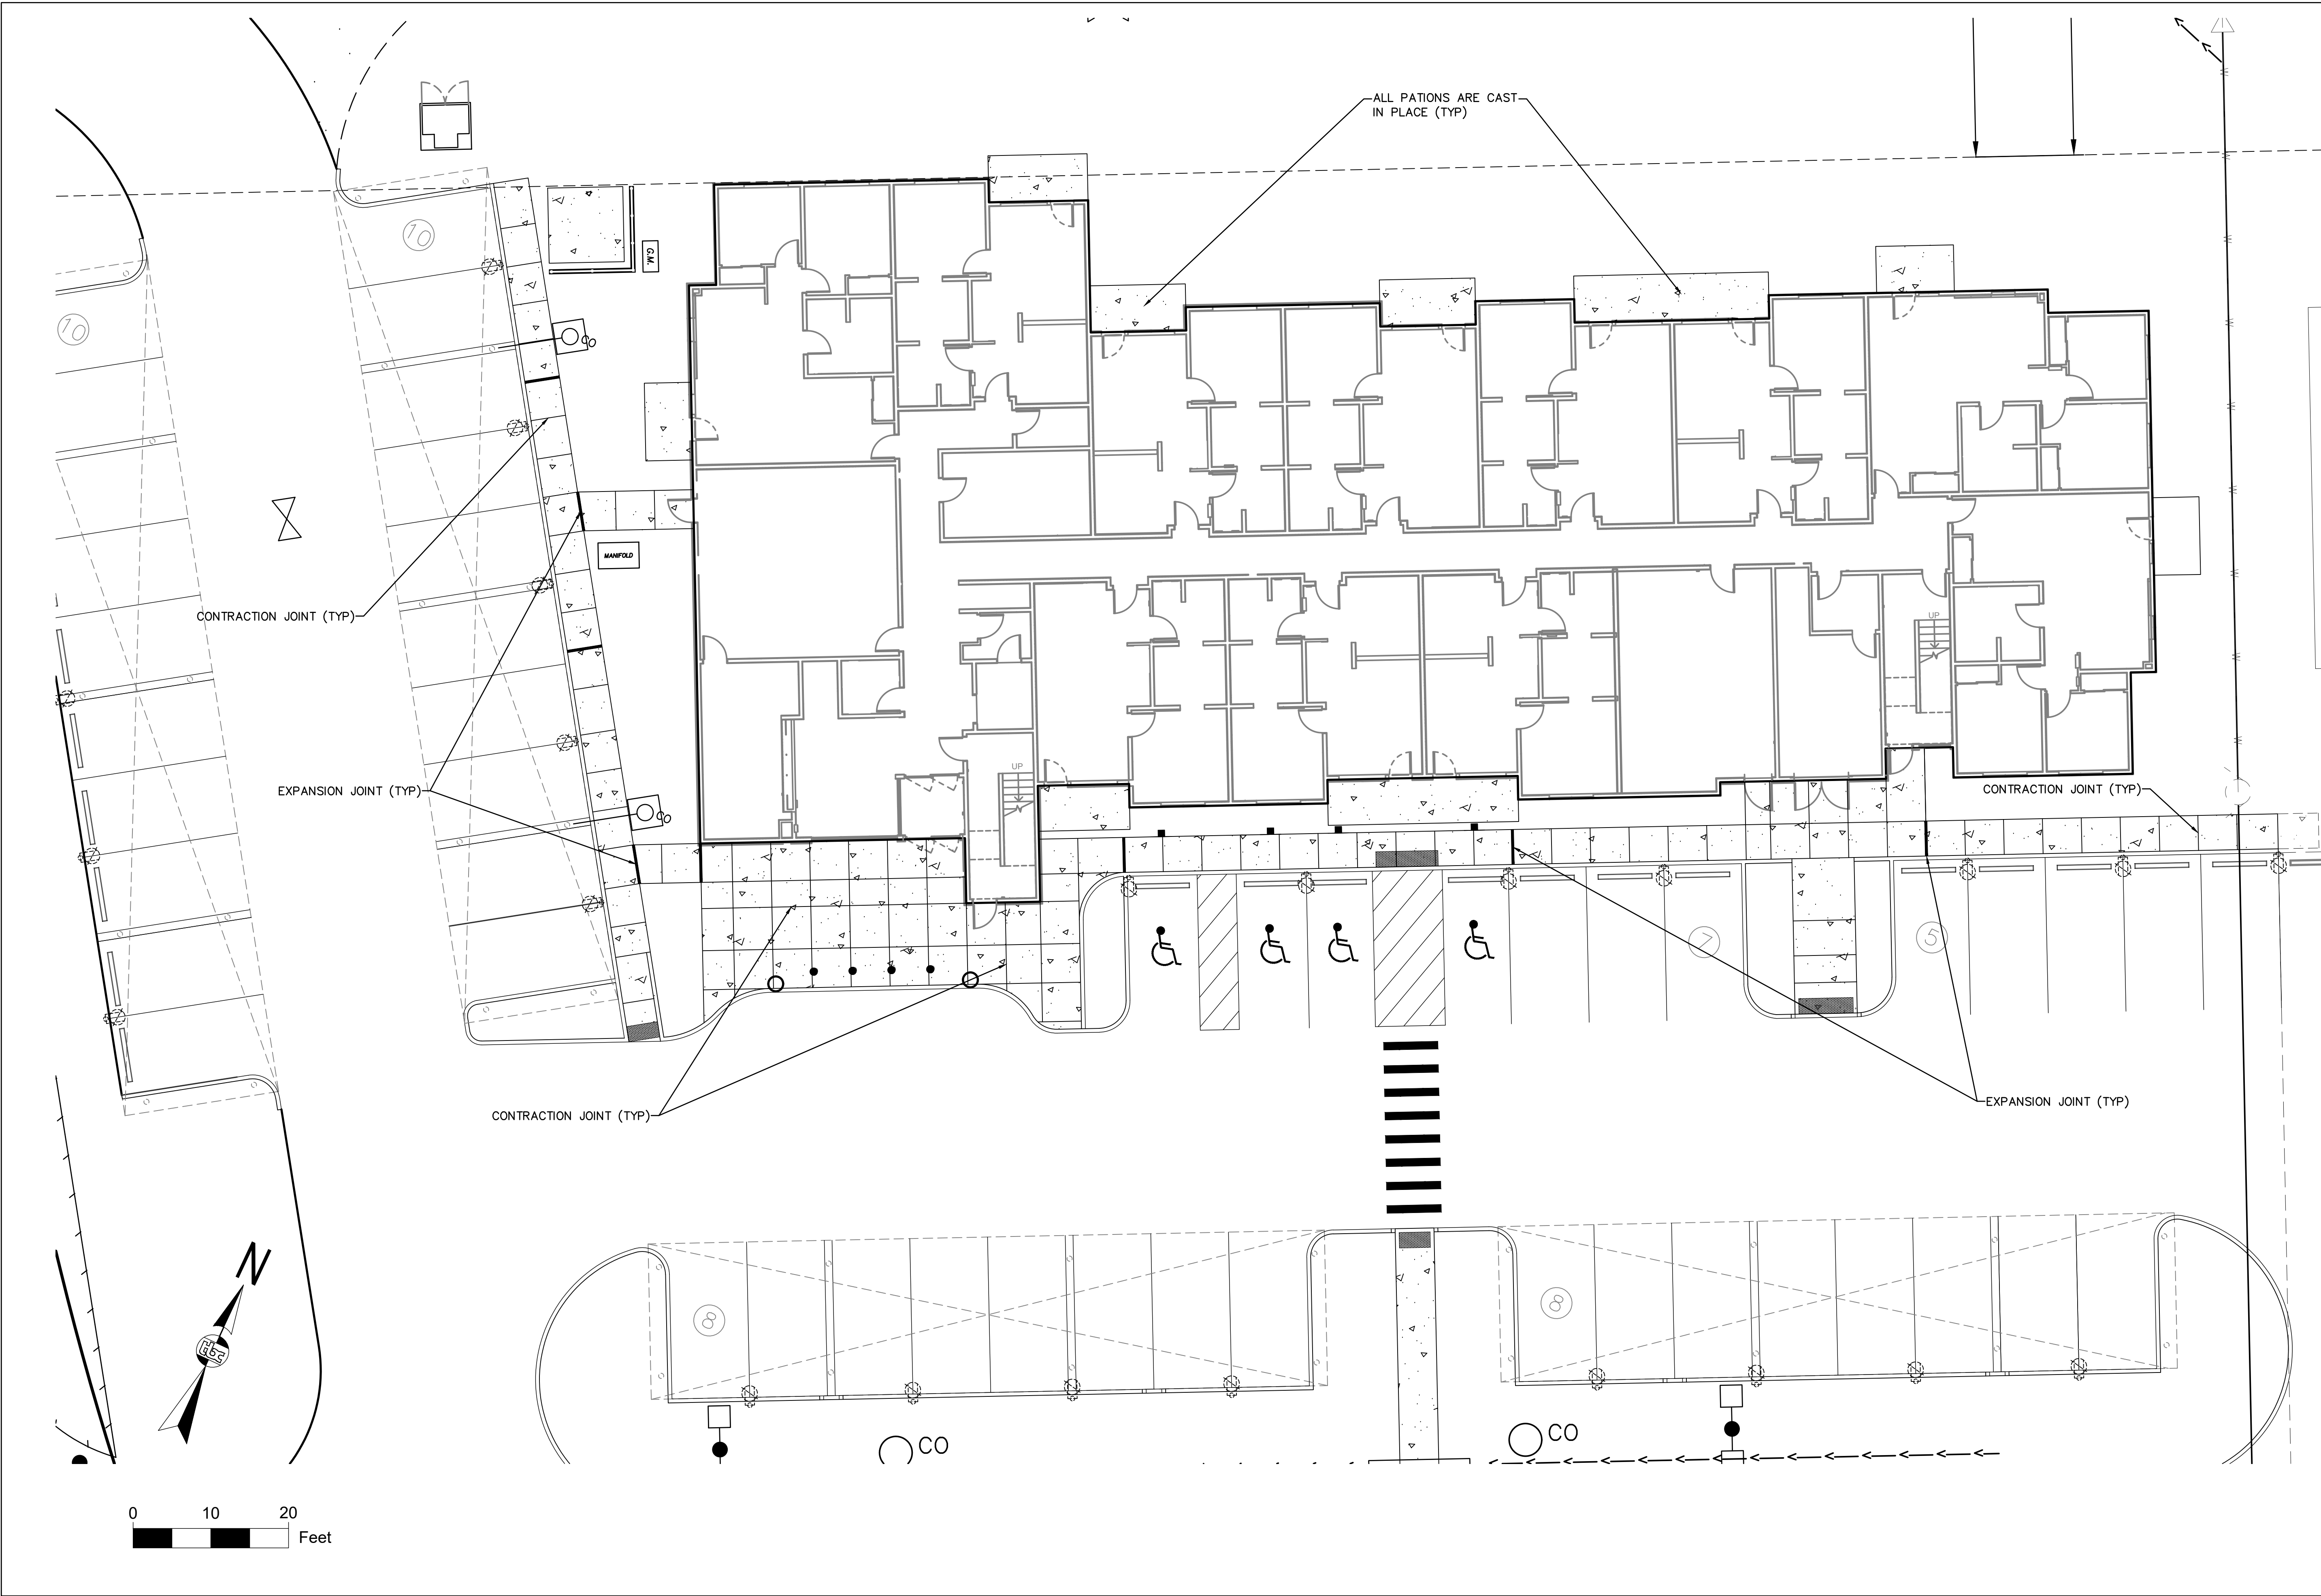 ALL PATIONS ARE CAST
IN PLACE (TYP)
10
G.M.
10
CO
MANIFOLD
CONTRACTION JOINT (TYP)
UP
UP
EXPANSION JOINT (TYP)
CONTRACTION JOINT (TYP)
CO
7
5
CONTRACTION JOINT (TYP)
EXPANSION JOINT (TYP)
N
8
8
CO
CO
0 10 20
Feet